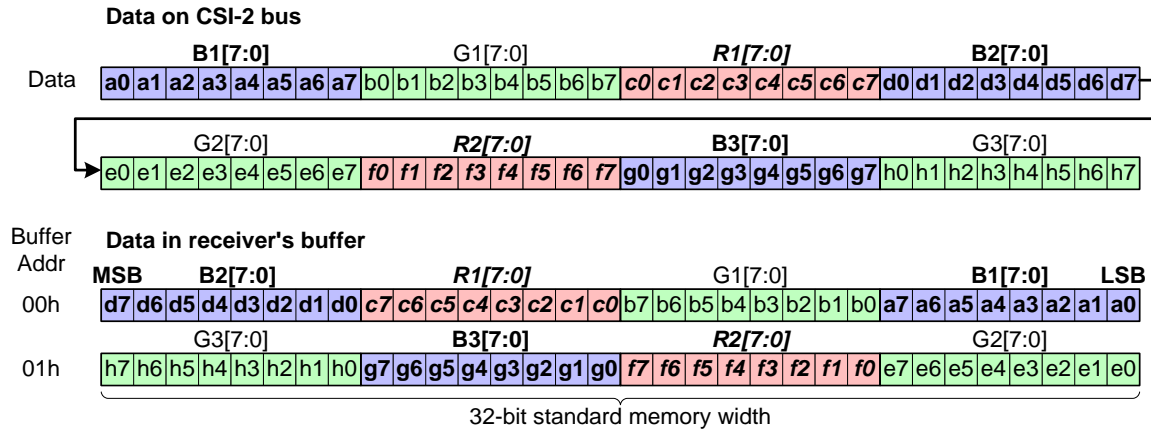 Data on CSI-2 bus
B1[7:0] G1[7:0] R1[7:0] B2[7:0]
Data a0 a1 a2 a3 a4 a5 a6 a7 b0 b1 b2 b3 b4 b5 b6 b7 c0 c1 c2 c3 c4 c5 c6 c7 d0 d1 d2 d3 d4 d5 d6 d7
G2[7:0] R2[7:0] B3[7:0] G3[7:0]
e0 e1 e2 e3 e4 e5 e6 e7 f0 f1 f2 f3 f4 f5 f6 f7 g0 g1 g2 g3 g4 g5 g6 g7 h0 h1 h2 h3 h4 h5 h6 h7
Buffer Addr
Data in receiver's buffer
MSB B2[7:0] R1[7:0] G1[7:0] B1[7:0] LSB
00h d7 d6 d5 d4 d3 d2 d1 d0 c7 c6 c5 c4 c3 c2 c1 c0 b7 b6 b5 b4 b3 b2 b1 b0 a7 a6 a5 a4 a3 a2 a1 a0
G3[7:0] B3[7:0] R2[7:0] G2[7:0]
01h h7 h6 h5 h4 h3 h2 h1 h0 g7 g6 g5 g4 g3 g2 g1 g0 f7 f6 f5 f4 f3 f2 f1 f0 e7 e6 e5 e4 e3 e2 e1 e0
32-bit standard memory width